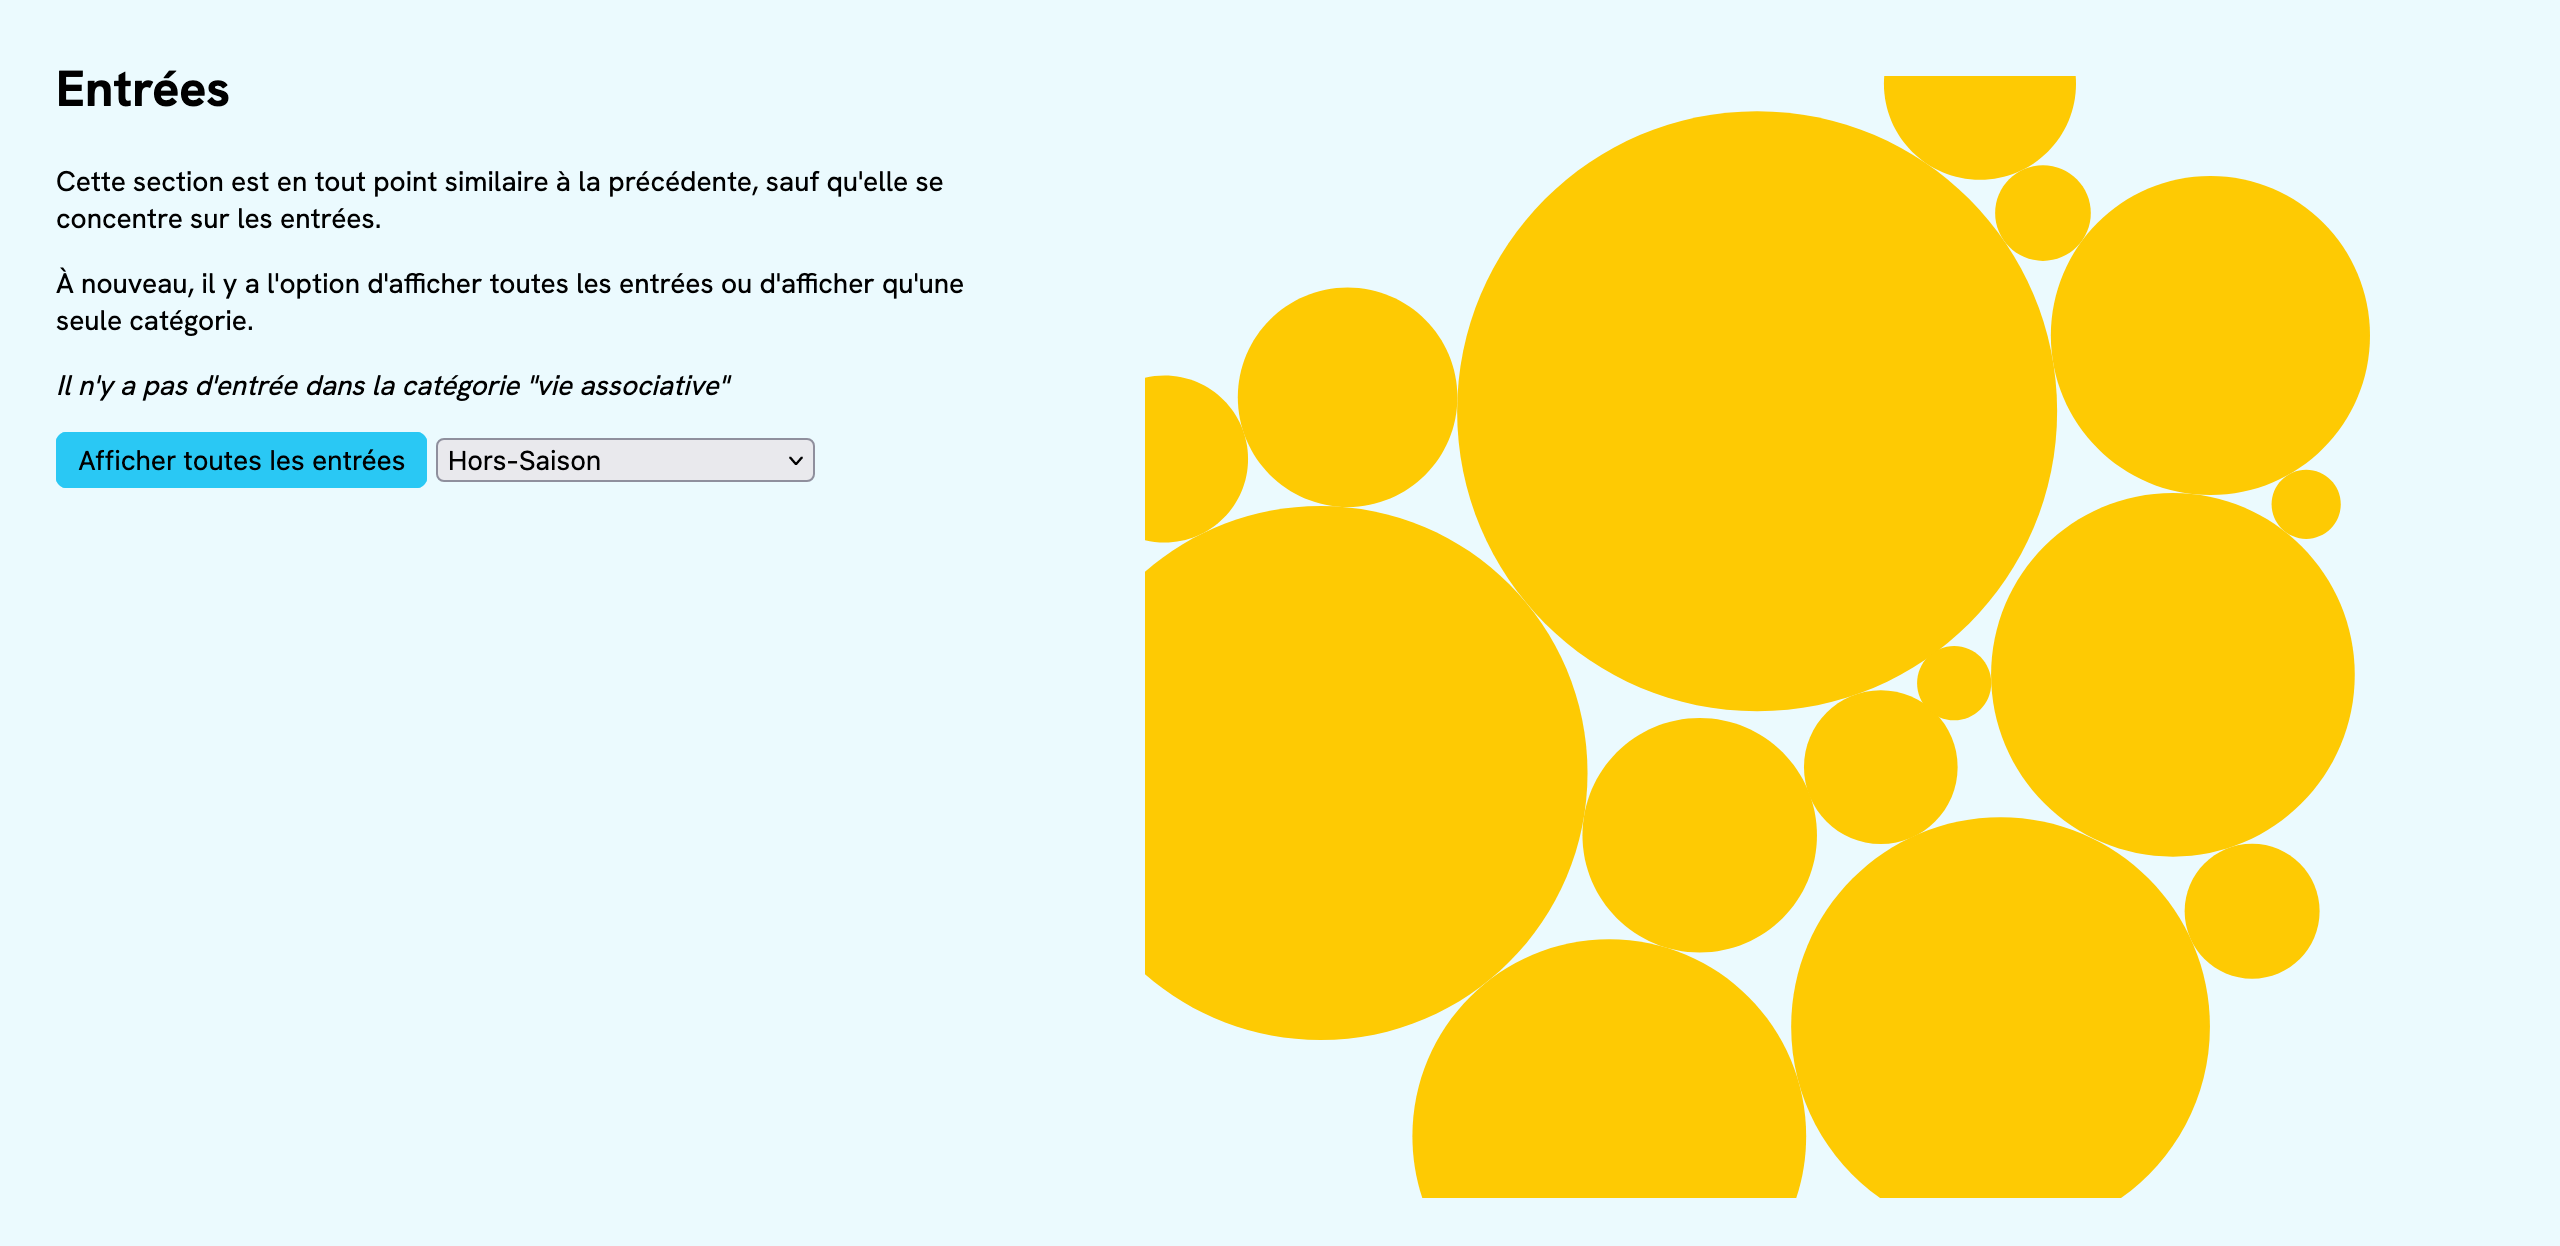 Entrées
Cette section est en tout point similaire à la précédente, sauf qu'elle se
concentre sur les entrées.
À nouveau, il y a l'option d'afficher toutes les entrées ou d'afficher qu'une
seule catégorie.
Il n'y a pas d'entrée dans la catégorie "vie associative"
Afficher toutes les entrées
Hors-Saison